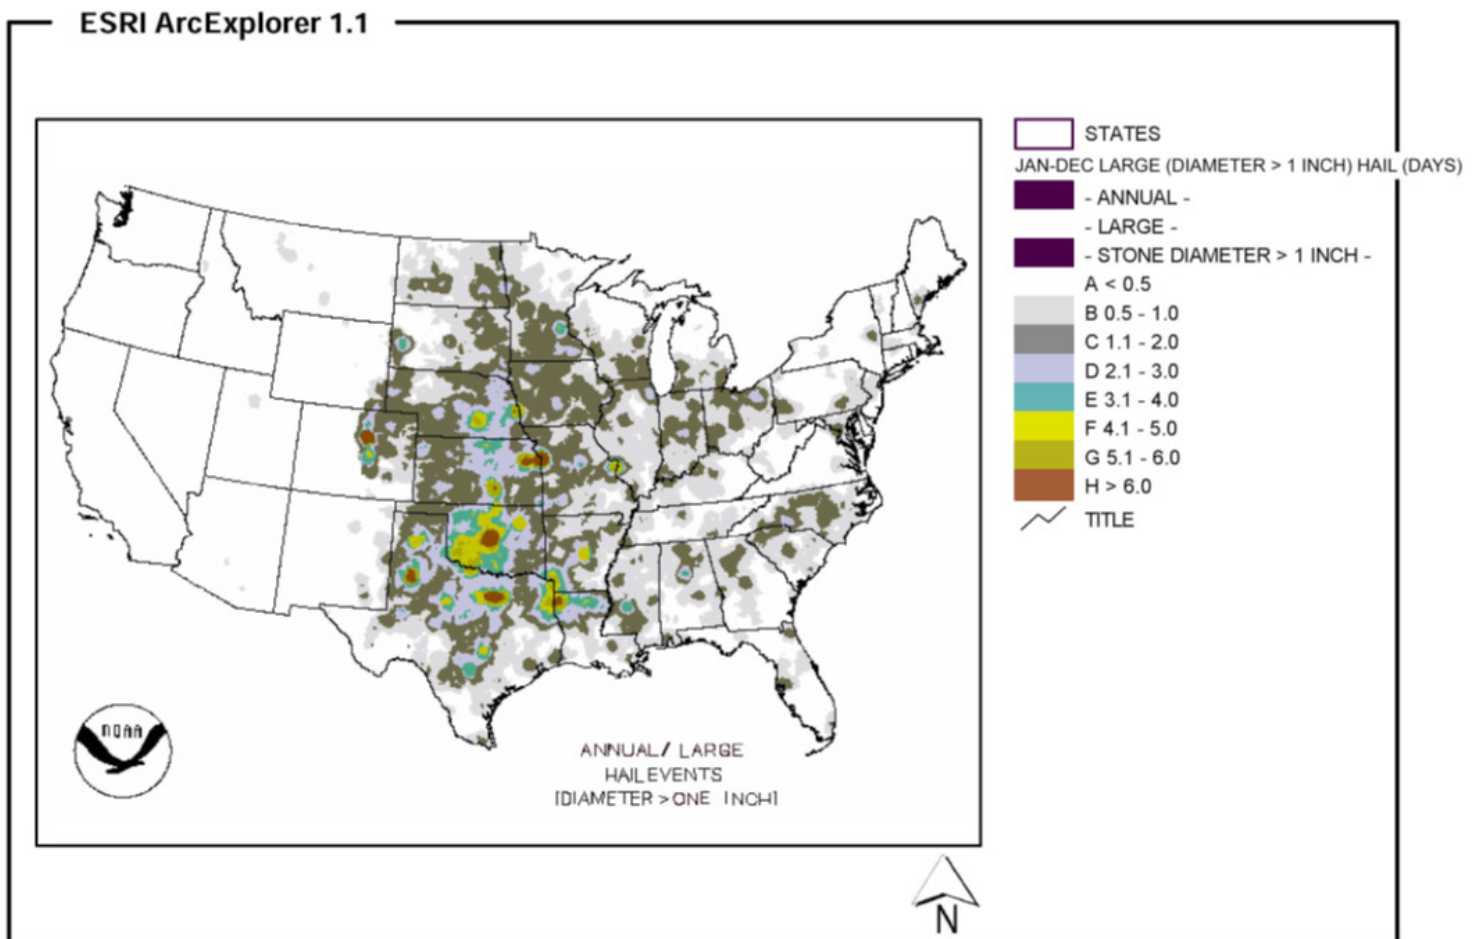 ESRI ArcExplorer 1.1
STATES
JAN-DEC LARGE (DIAMETER > 1 INCH) HAIL (DAYS)
- ANNUAL -
- LARGE -
- STONE DIAMETER > 1 INCH -
A < 0.5
B 0.5 - 1.0
C 1.1 - 2.0
D 2.1 - 3.0
E 3.1 - 4.0
F 4.1 - 5.0
G 5.1 - 6.0
H > 6.0
TITLE
NOAA
ANNUAL/ LARGE
HAIL EVENTS
[DIAMETER > ONE INCH]
N